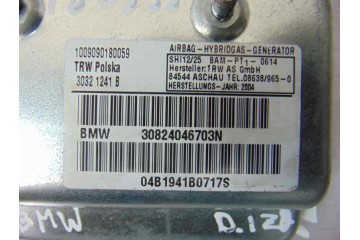 1009090180059
TRW Polska
3032 1241 B
AIRBAG-HYBRIDGAS-GENERATOR
SHI12/25 BAM-PT1-0614
Hersteller: TRW AS GmbH
84544 ASCHAU TEL.08638/965-0
HERSTELLUNGS-JAHR: 2004
BMW 30824046703N
04B1941B0717S
BMW